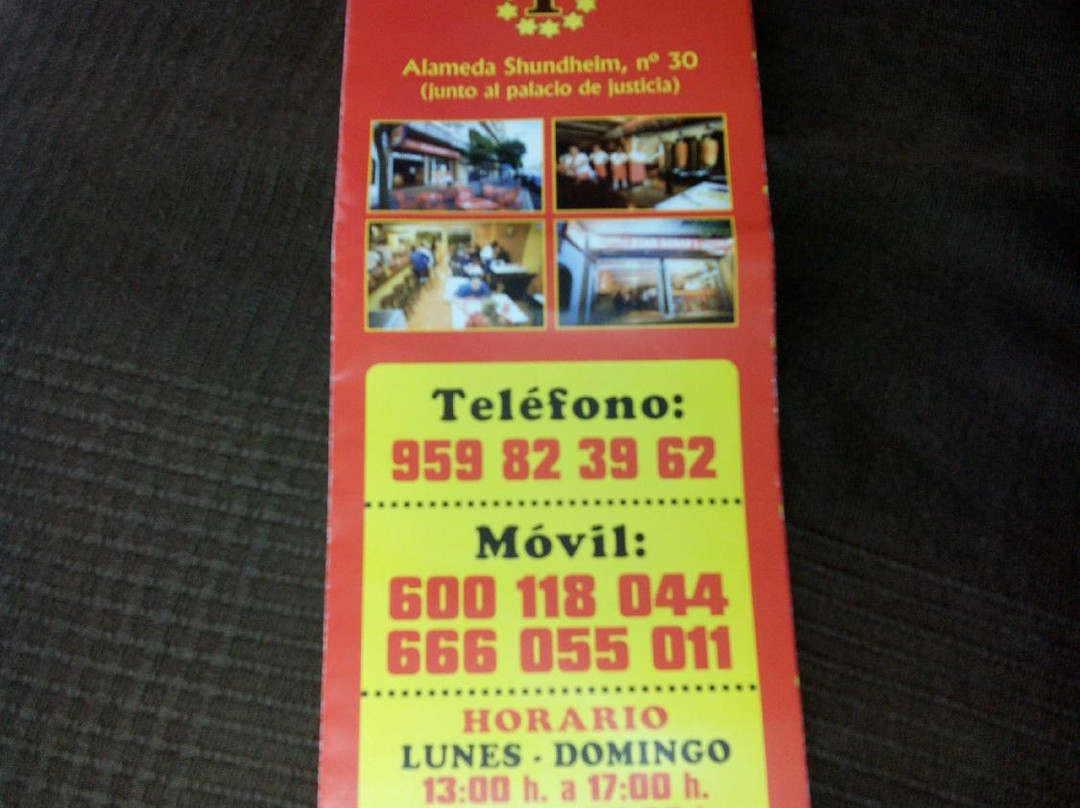 Alameda Shundheim, nº 30
(junto al palacio de justicia)
Teléfono:
959 82 39 62
Móvil:
600 118 044
666 055 011
HORARIO
LUNES - DOMINGO
13:00 h. a 17:00 h.